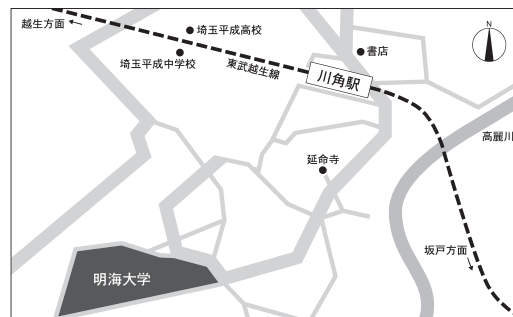 越生方面
埼玉平成高校
埼玉平成中学校
東武越生線
川角駅
書店
N
高麗川
延命寺
坂戸方面
明海大学